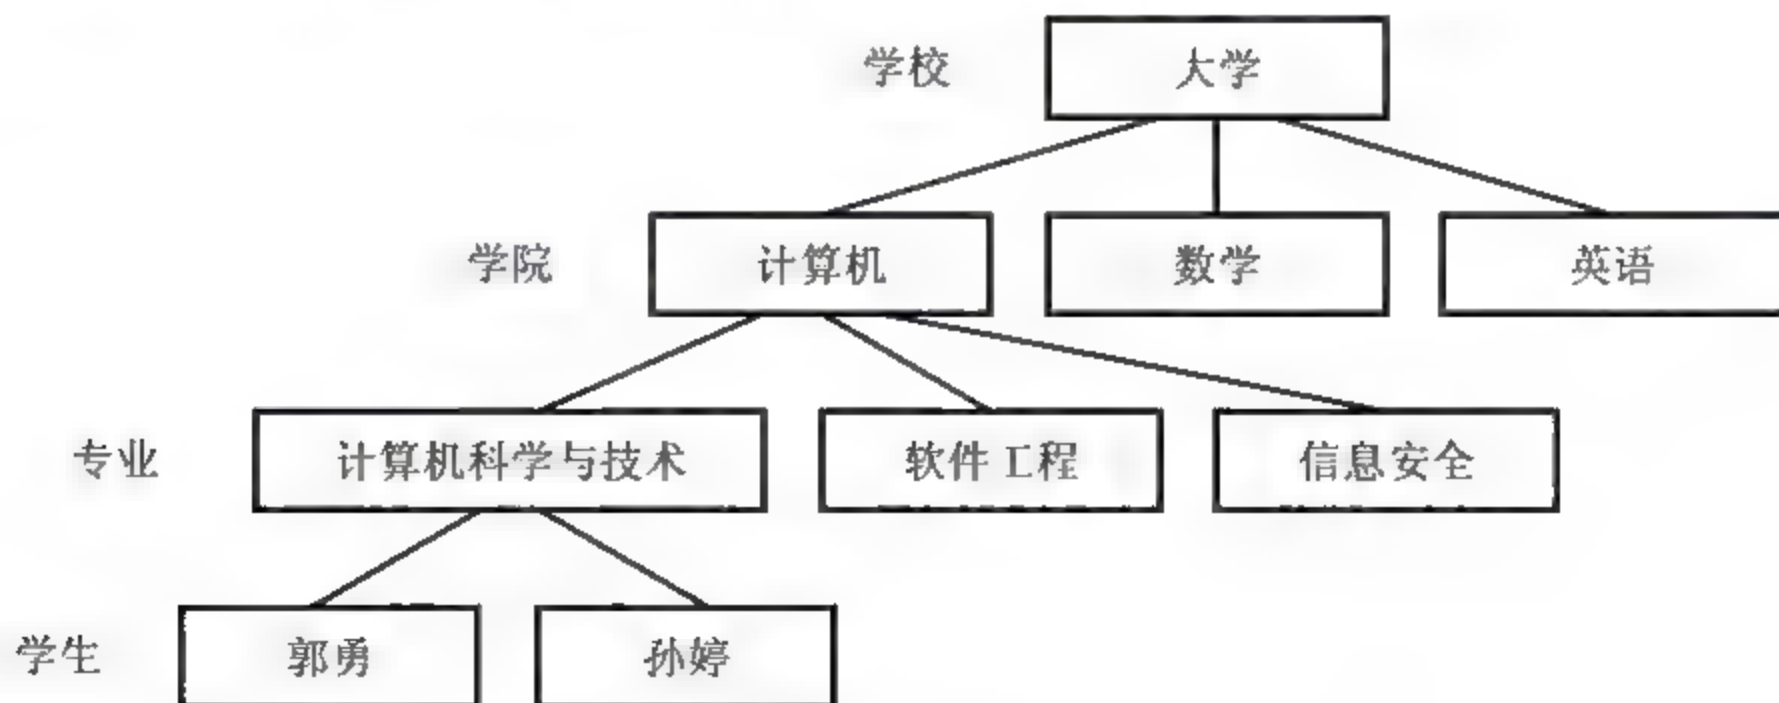 学校 大学
学院 计算机 数学 英语
专业 计算机科学与技术 软件工程 信息安全
学生 郭勇 孙婷